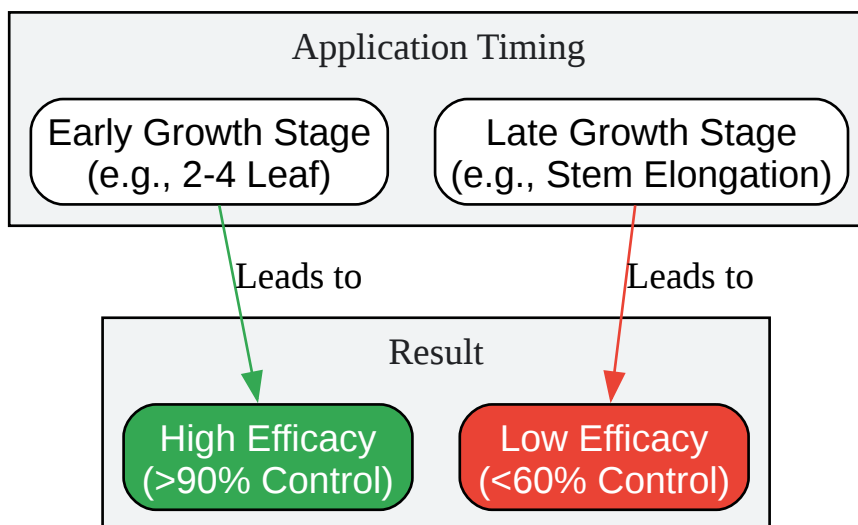 Application Timing
Early Growth Stage
(e.g., 2-4 Leaf)
Late Growth Stage
(e.g., Stem Elongation)
Leads to
Leads to
Result
High Efficacy
(>90% Control)
Low Efficacy
(<60% Control)